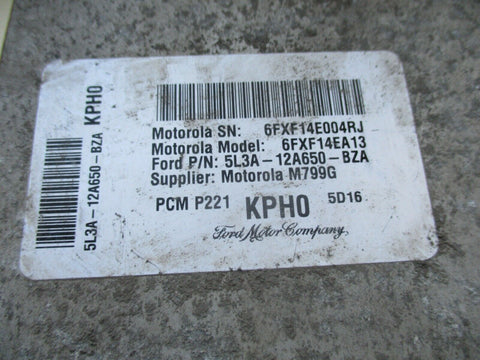 KPH0
5L3A-12A650-BZA
Motorola SN: 6FXF14E004RJ
Motorola Model: 6FXF14EA13
Ford P/N: 5L3A-12A650-BZA
Supplier: Motorola M799G
PCM P221 KPH0 5D16
Ford Motor Company